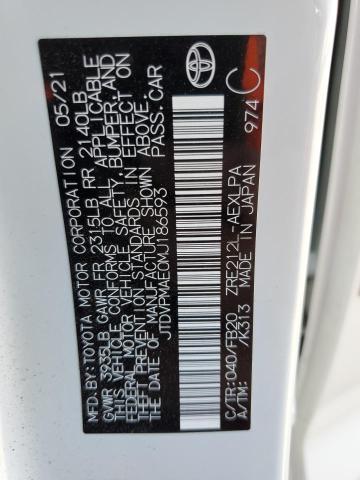 MFD. BY: TOYOTA MOTOR CORPORATION 05/21
GVWR 3935LB GAWR FR 2315LB RR 2140LB
THIS VEHICLE CONFORMS TO ALL APPLICABLE
FEDERAL MOTOR VEHICLE SAFETY, BUMPER, AND
THEFT PREVENTION STANDARDS IN EFFECT
ON THE DATE OF MANUFACTURE SHOWN ABOVE.
JTDVPMAECMJ186593 PASS.CAR
C/TR:040/FB20 ZRE212L-AEXLPA
A/TM: /K313 MADE IN JAPAN
974 C
TOYOTA